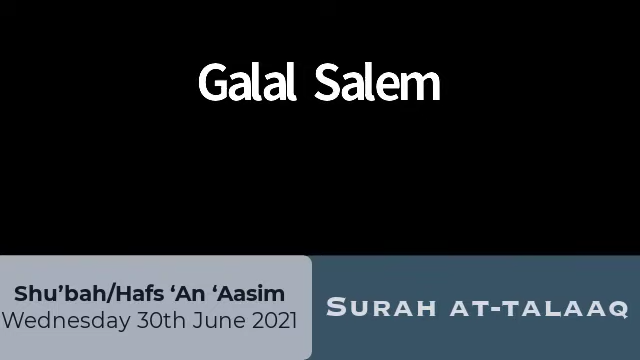 Galal Salem
Shu’bah/Hafs ‘An ‘Aasim
Wednesday 30th June 2021
Surah at-talaaq